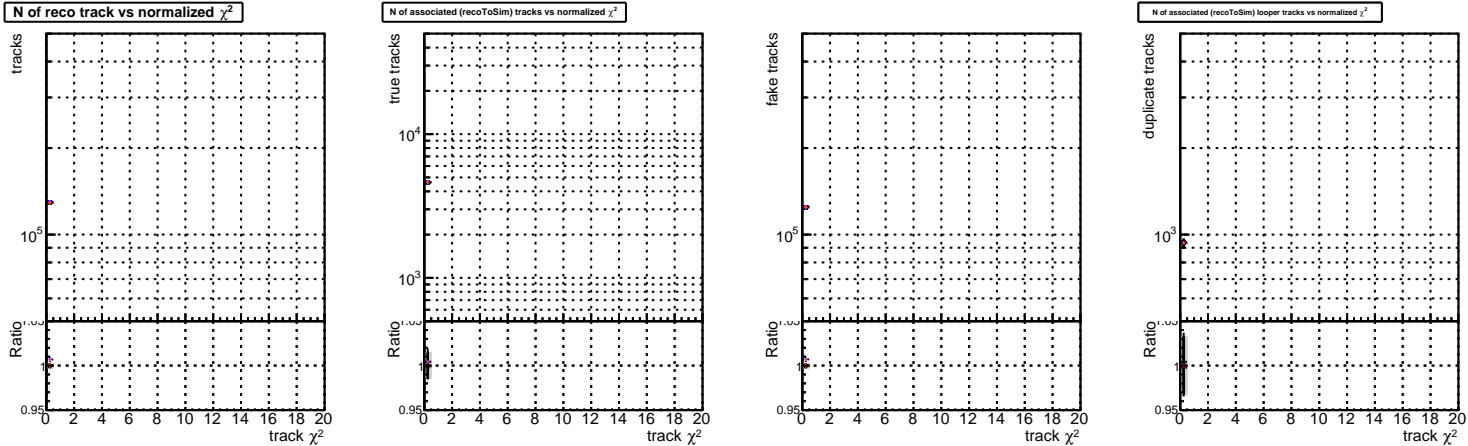 N of reco track vs normalized χ²
tracks
10⁵
Ratio
1
0.95
0 2 4 6 8 10 12 14 16 18 20
track χ²
N of associated (recoToSim) tracks vs normalized χ²
true tracks
10⁴
10³
Ratio
1
0.95
0 2 4 6 8 10 12 14 16 18 20
track χ²
fake tracks
10⁵
Ratio
1
0.95
0 2 4 6 8 10 12 14 16 18 20
track χ²
N of associated (recoToSim) looper tracks vs normalized χ²
duplicate tracks
10³
Ratio
1
0.95
0 2 4 6 8 10 12 14 16 18 20
track χ²